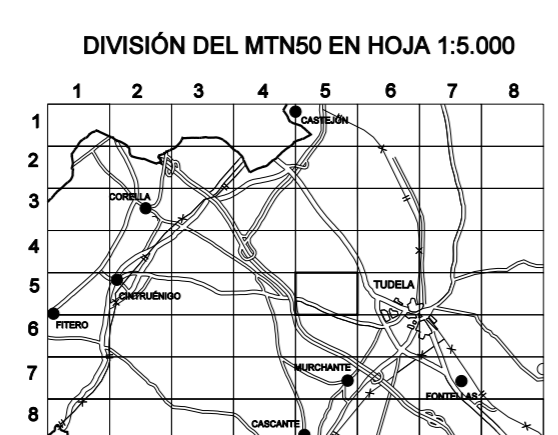 DIVISIÓN DEL MTN50 EN HOJA 1:5.000
1 2 3 4 5 6 7 8
1
CASTEJÓN
2
3
CORELLA
4
5
TUDELA
CINTRUÉNIGO
6
FITERO
7
MURCHANTE
FONTELLAS
8
CASCANTE